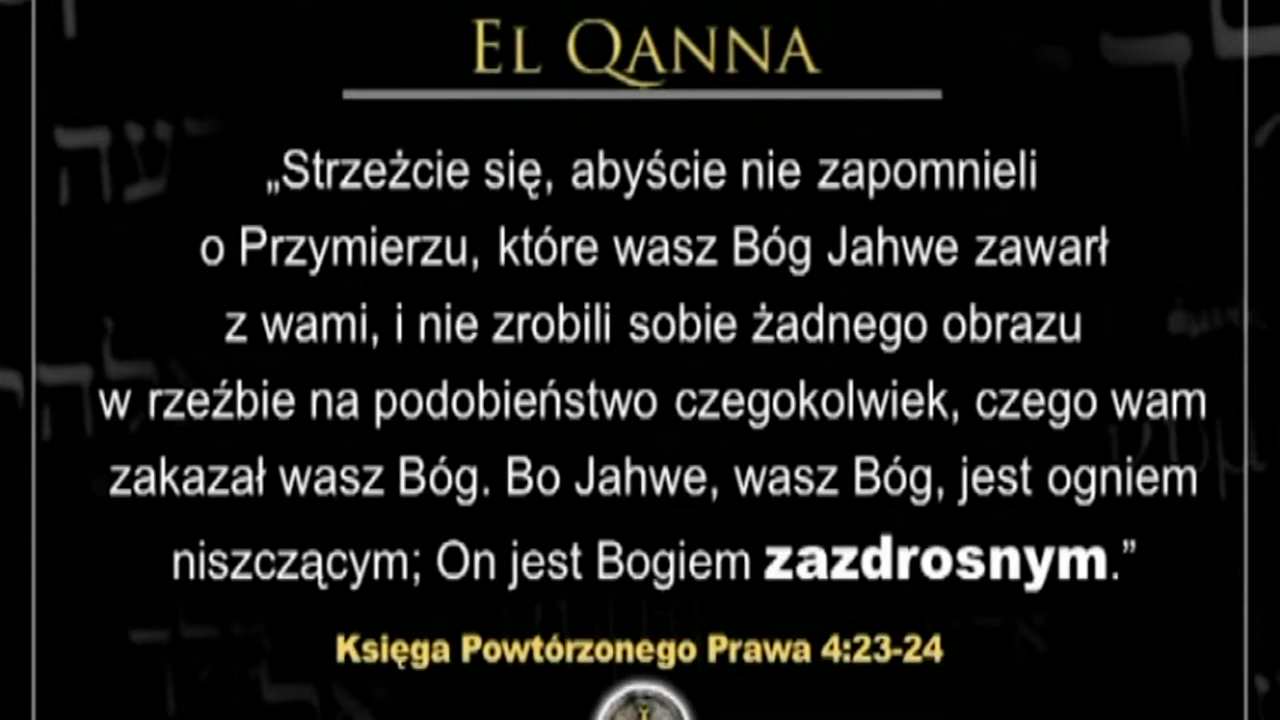 El Qanna
„Strzeżcie się, abyście nie zapomnieli
o Przymierzu, które wasz Bóg Jahwe zawarł
z wami, i nie zrobili sobie żadnego obrazu
w rzeźbie na podobieństwo czegokolwiek, czego wam
zakazał wasz Bóg. Bo Jahwe, wasz Bóg, jest ogniem
niszczącym; On jest Bogiem zazdrosnym.”
Księga Powtórzonego Prawa 4:23-24